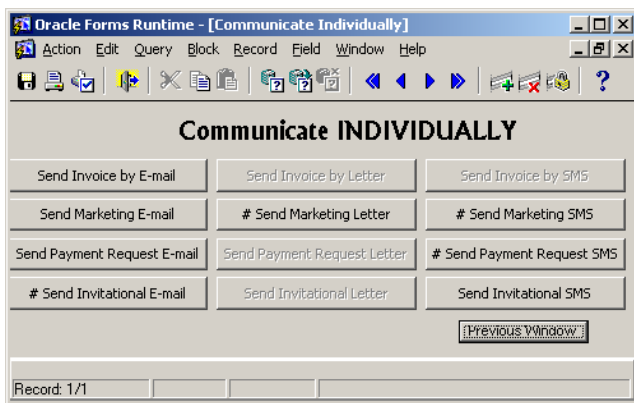 Oracle Forms Runtime - [Communicate Individually]
Action Edit Query Block Record Field Window Help
Communicate INDIVIDUALLY
Send Invoice by E-mail Send Invoice by Letter Send Invoice by SMS
Send Marketing E-mail # Send Marketing Letter # Send Marketing SMS
Send Payment Request E-mail Send Payment Request Letter # Send Payment Request SMS
# Send Invitational E-mail Send Invitational Letter Send Invitational SMS
Previous Window
Record: 1/1